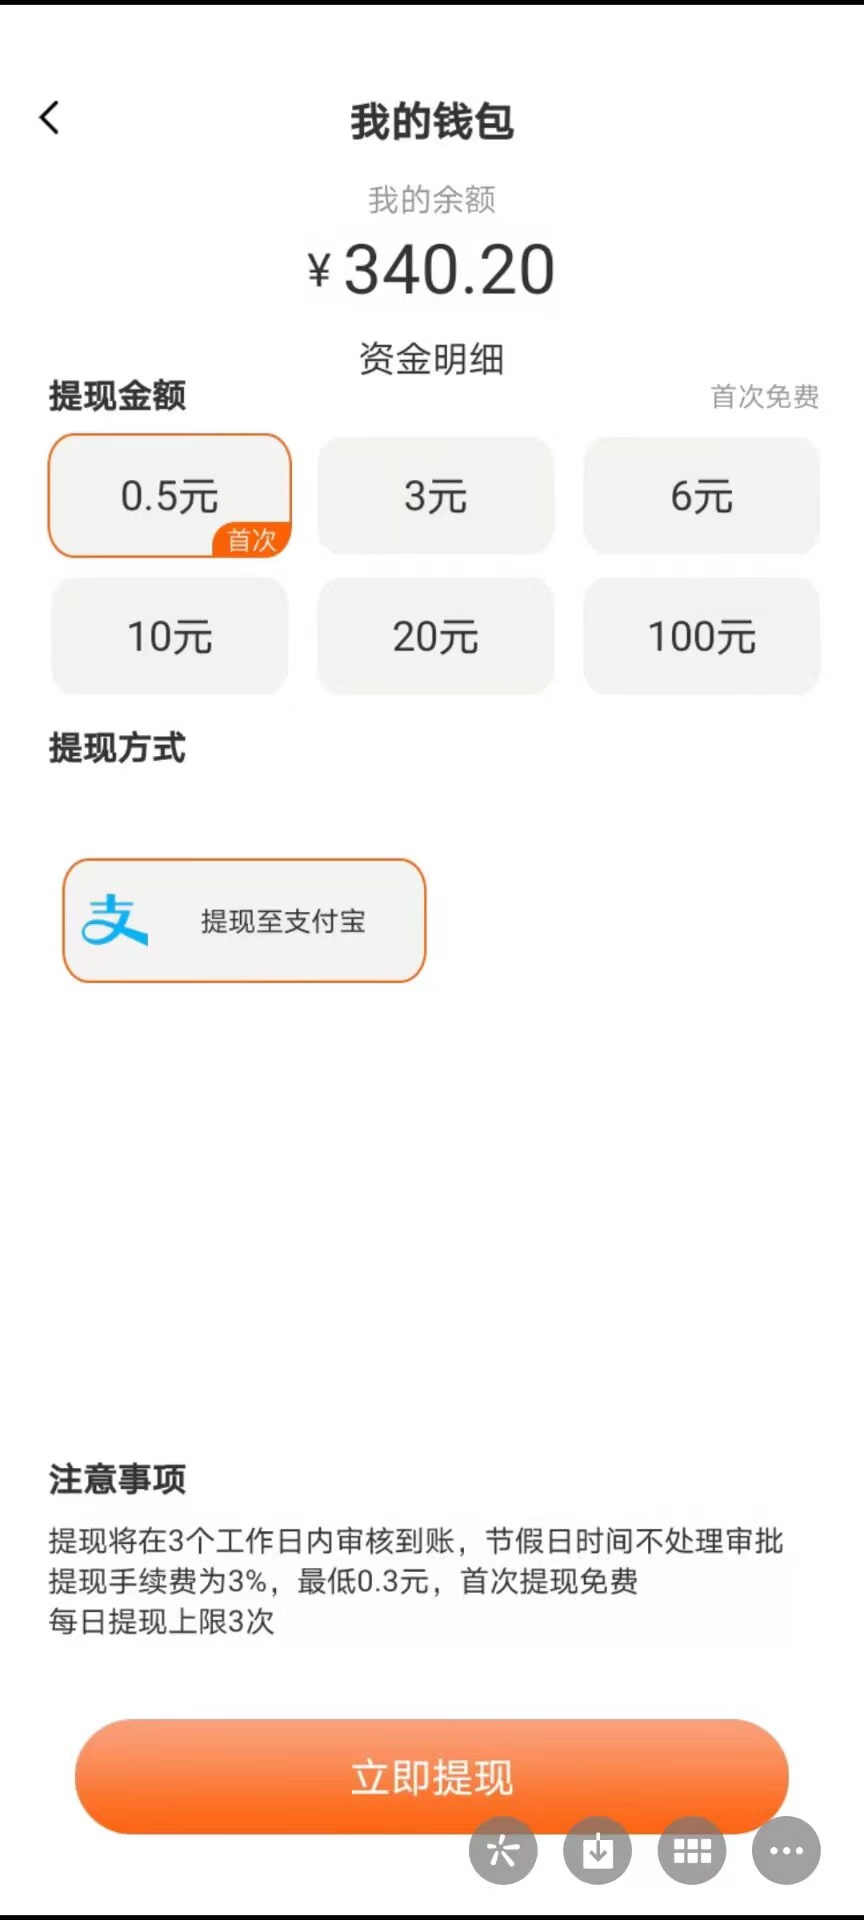 我的钱包
我的余额
¥340.20
资金明细
提现金额
首次免费
0.5元
首次
3元
6元
10元
20元
100元
提现方式
支
提现至支付宝
注意事项
提现将在3个工作日内审核到账，节假日时间不处理审批
提现手续费为3%，最低0.3元，首次提现免费
每日提现上限3次
立即提现